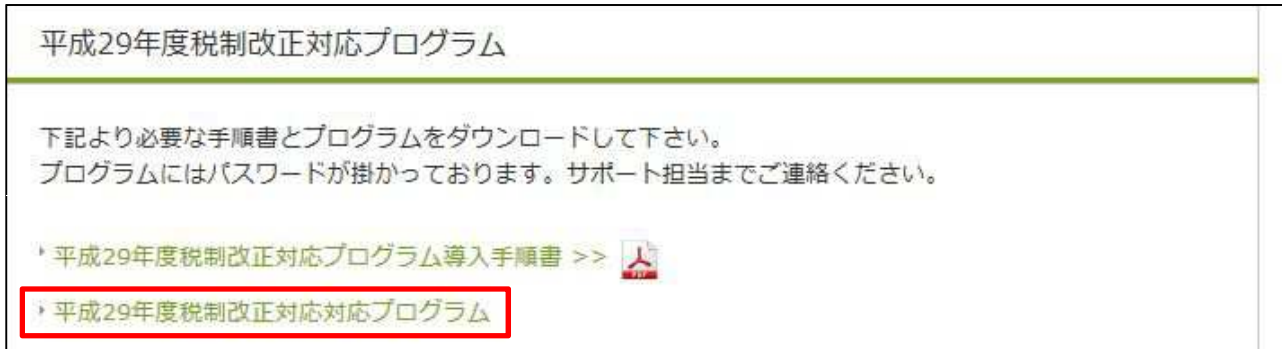 平成29年度税制改正対応プログラム
下記より必要な手順書とプログラムをダウンロードして下さい。
プログラムにはパスワードが掛かっております。サポート担当までご連絡ください。
平成29年度税制改正対応プログラム導入手順書 >>
平成29年度税制改正対応対応プログラム